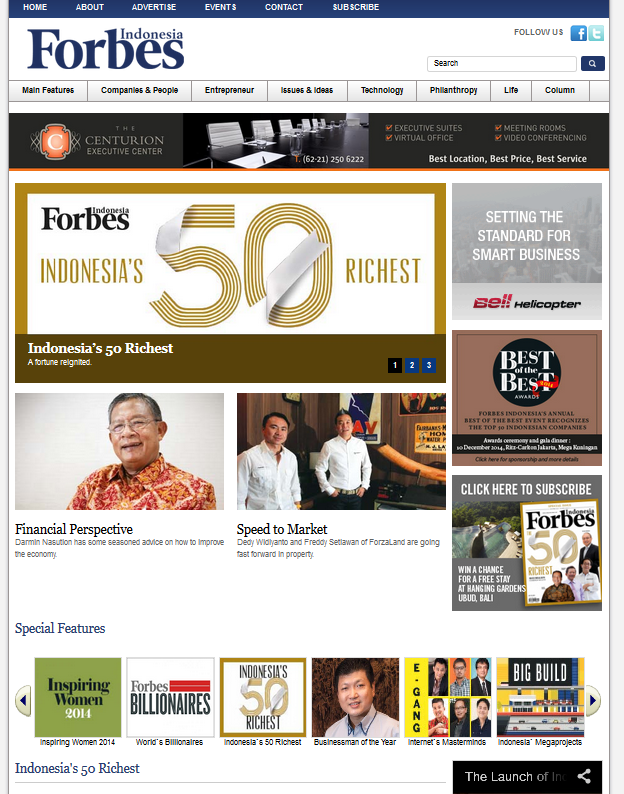 HOME ABOUT ADVERTISE EVENTS CONTACT SUBSCRIBE
Forbes Indonesia
FOLLOW US
Search
Main Features Companies & People Entrepreneur Issues & Ideas Technology Philanthropy Life Column
THE
CENTURION
EXECUTIVE CENTER
C
T. (62-21) 250 6222
EXECUTIVE SUITES MEETING ROOMS
VIRTUAL OFFICE VIDEO CONFERENCING
Best Location, Best Price, Best Service
Forbes Indonesia
INDONESIA'S 50 RICHEST
Indonesia's 50 Richest
A fortune reignited.
1 2 3
SETTING THE
STANDARD FOR
SMART BUSINESS
Bell Helicopter
BEST
of the
BEST
AWARDS
FORBES INDONESIA'S ANNUAL
BEST OF THE BEST EVENT RECOGNIZES
THE TOP 50 INDONESIAN COMPANIES
Awards ceremony and gala dinner :
10 December 2014, Ritz-Carlton Jakarta, Mega Kuningan
Click here for sponsorship and more details
Financial Perspective
Darmin Nasution has some seasoned advice on how to improve
the economy.
Speed to Market
Dedy Widiyanto and Freddy Setiawan of ForzaLand are going
fast forward in property.
CLICK HERE TO SUBSCRIBE
Forbes
Indonesia
50
RICHEST
WIN A CHANCE
FOR A FREE STAY
AT HANGING GARDENS
UBUD, BALI
Special Features
Inspiring
Women
2014
Forbes
BILLIONAIRES
INDONESIA'S
50
RICHEST
E-GANG
BIG BUILD
Inspiring Women 2014 World`s Billionaires Indonesia`s 50 Richest Businessman of the Year Internet`s Masterminds Indonesia` Megaprojects
Indonesia's 50 Richest
The Launch of